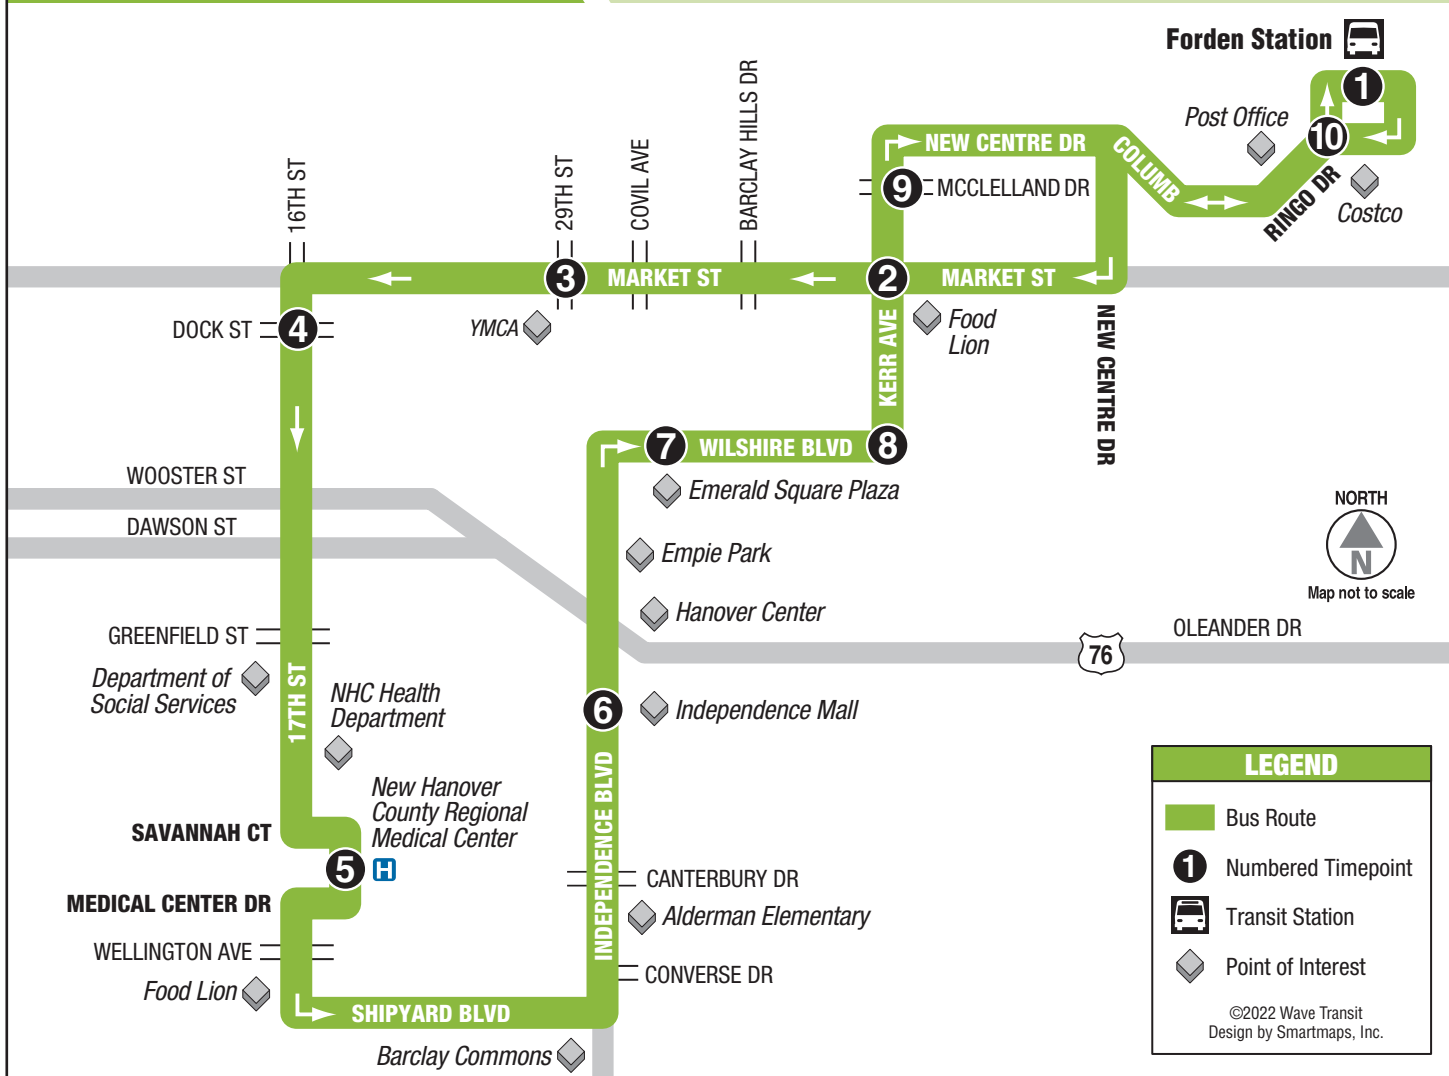 Forden Station
1
Post Office
10
RINGO DR
Costco
COLUMB
NEW CENTRE DR
9
MCCLELLAND DR
BARCLAY HILLS DR
COVIL AVE
29TH ST
16TH ST
3
MARKET ST
2
MARKET ST
NEW CENTRE DR
DOCK ST
4
YMCA
Food
Lion
KERR AVE
7
WILSHIRE BLVD
8
WOOSTER ST
DAWSON ST
Emerald Square Plaza
Empie Park
Hanover Center
NORTH
N
Map not to scale
OLEANDER DR
76
GREENFIELD ST
Department of
Social Services
17TH ST
NHC Health
Department
6
Independence Mall
INDEPENDENCE BLVD
New Hanover
County Regional
Medical Center
SAVANNAH CT
5
H
MEDICAL CENTER DR
CANTERBURY DR
Alderman Elementary
WELLINGTON AVE
Food Lion
CONVERSE DR
SHIPYARD BLVD
Barclay Commons
LEGEND
Bus Route
1 Numbered Timepoint
Transit Station
Point of Interest
©2022 Wave Transit
Design by Smartmaps, Inc.